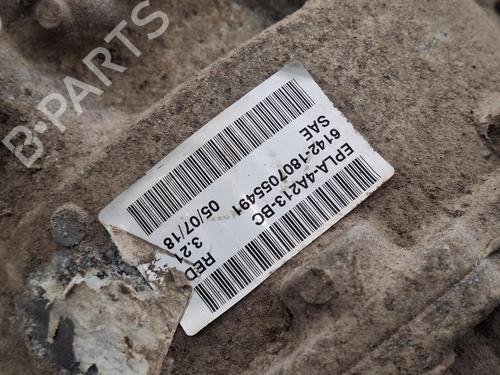 B-PARTS
EPLA-4A213-BC
6142-1807055491
SAE
05/07/18
RED
3.21